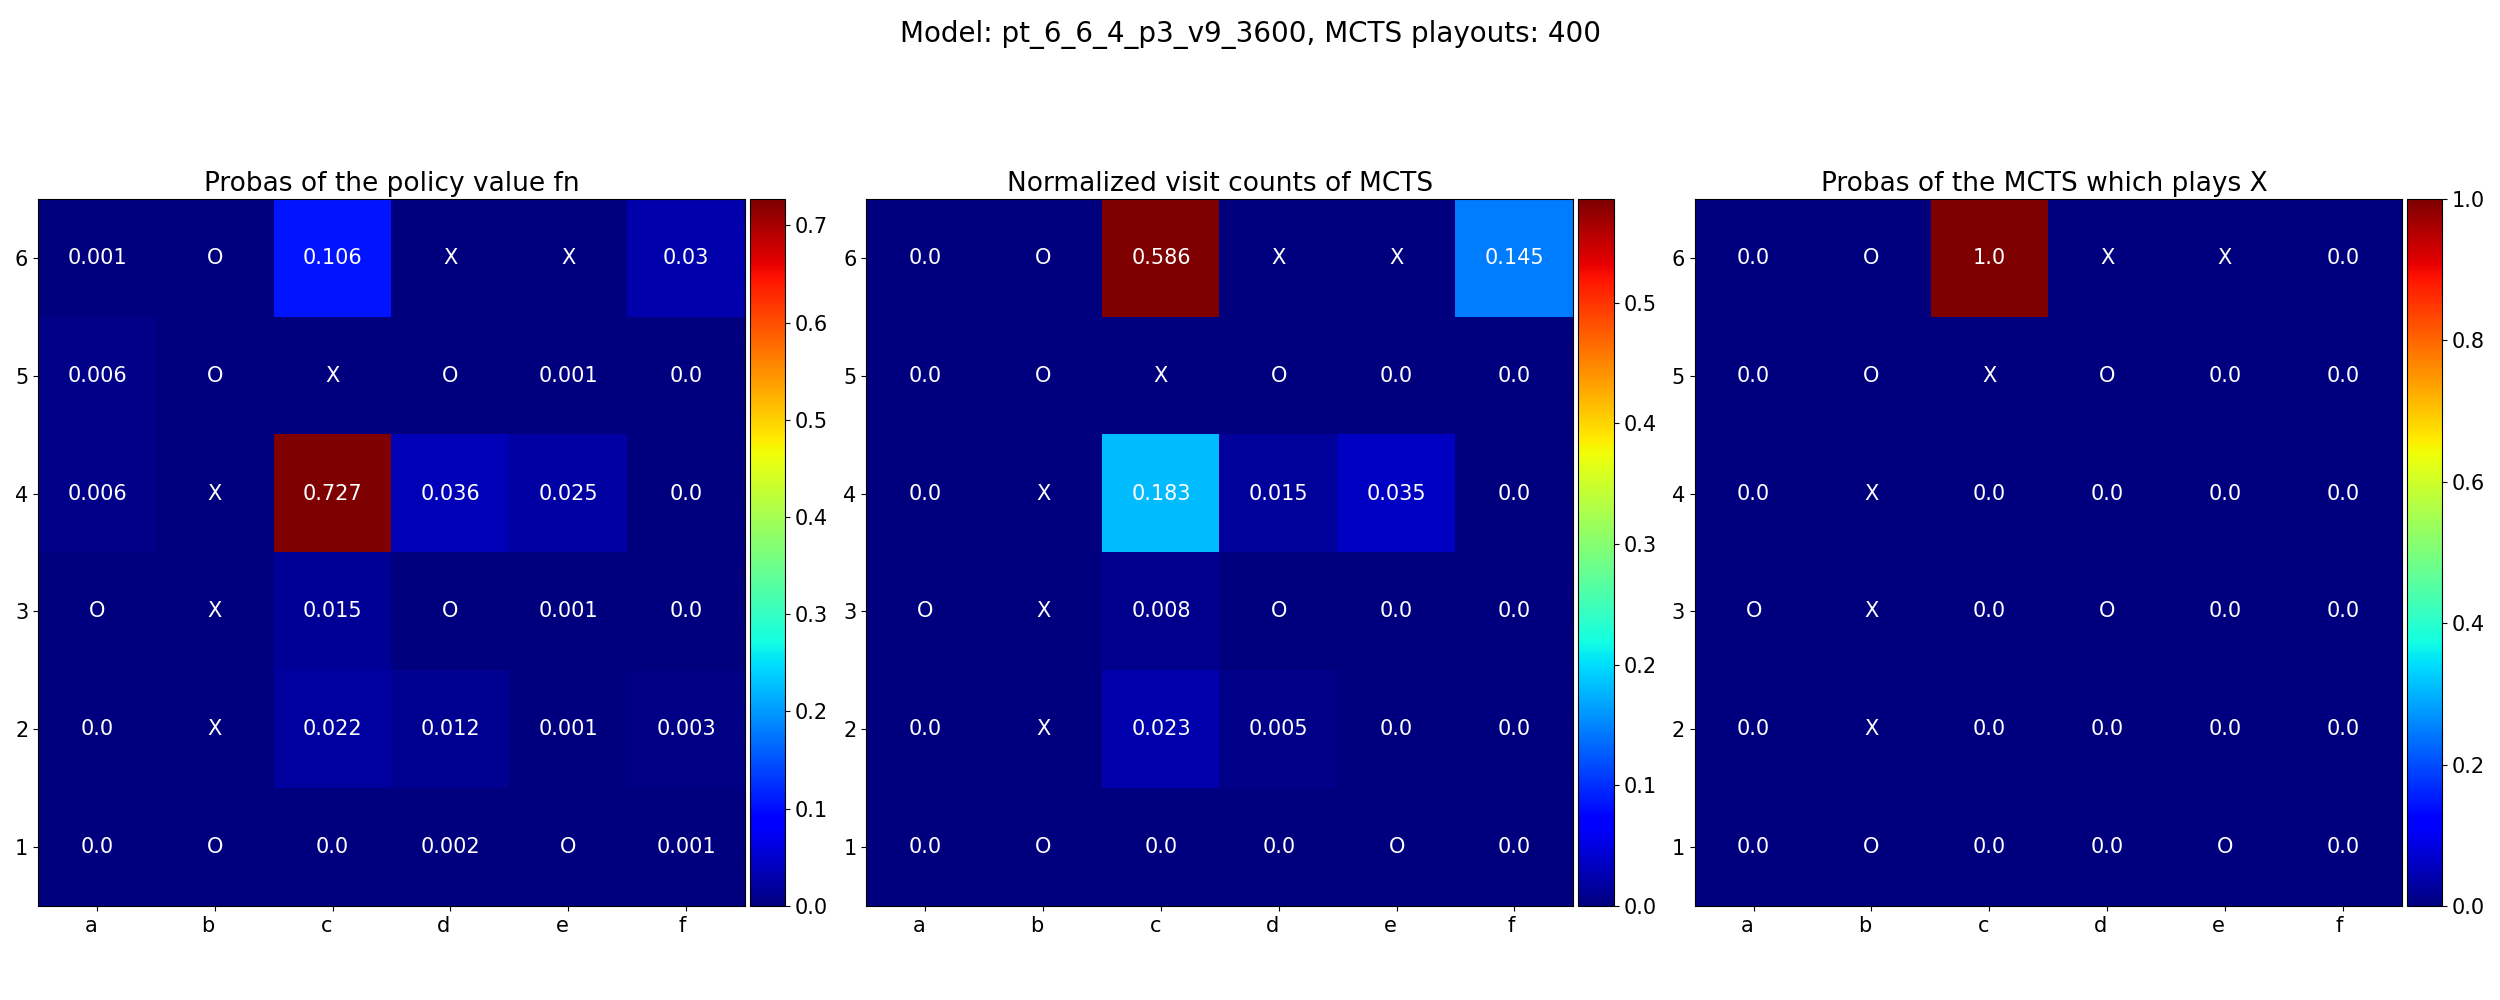 Model: pt_6_6_4_p3_v9_3600, MCTS playouts: 400
Probas of the policy value fn
6 0.001 O 0.106 X X 0.03
5 0.006 O X O 0.001 0.0
4 0.006 X 0.727 0.036 0.025 0.0
3 O X 0.015 O 0.001 0.0
2 0.0 X 0.022 0.012 0.001 0.003
1 0.0 O 0.0 0.002 O 0.001
a b c d e f
0.7
0.6
0.5
0.4
0.3
0.2
0.1
0.0
Normalized visit counts of MCTS
6 0.0 O 0.586 X X 0.145
5 0.0 O X O 0.0 0.0
4 0.0 X 0.183 0.015 0.035 0.0
3 O X 0.008 O 0.0 0.0
2 0.0 X 0.023 0.005 0.0 0.0
1 0.0 O 0.0 0.0 O 0.0
a b c d e f
0.5
0.4
0.3
0.2
0.1
0.0
Probas of the MCTS which plays X
6 0.0 O 1.0 X X 0.0
5 0.0 O X O 0.0 0.0
4 0.0 X 0.0 0.0 0.0 0.0
3 O X 0.0 O 0.0 0.0
2 0.0 X 0.0 0.0 0.0 0.0
1 0.0 O 0.0 0.0 O 0.0
a b c d e f
1.0
0.8
0.6
0.4
0.2
0.0